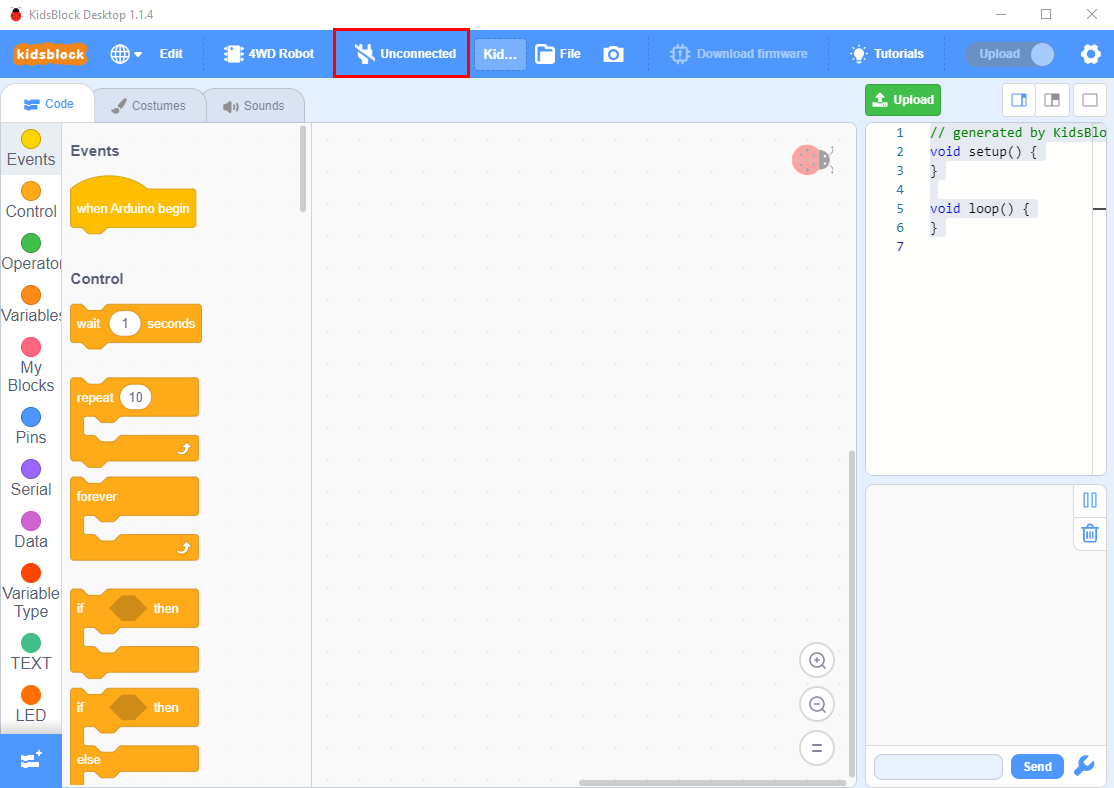 KidsBlock Desktop 1.1.4
kidsblock
Edit
4WD Robot
Unconnected
Kid...
File
Download firmware
Tutorials
Upload
Code
Costumes
Sounds
Upload
Events
Control
Operator
Variables
My
Blocks
Pins
Serial
Data
Variable
Type
TEXT
LED
Events
when Arduino begin
Control
wait 1 seconds
repeat 10
forever
if then
if then
else
1 // generated by KidsBlo
2 void setup() {
3 }
4
5 void loop() {
6 }
7
Send